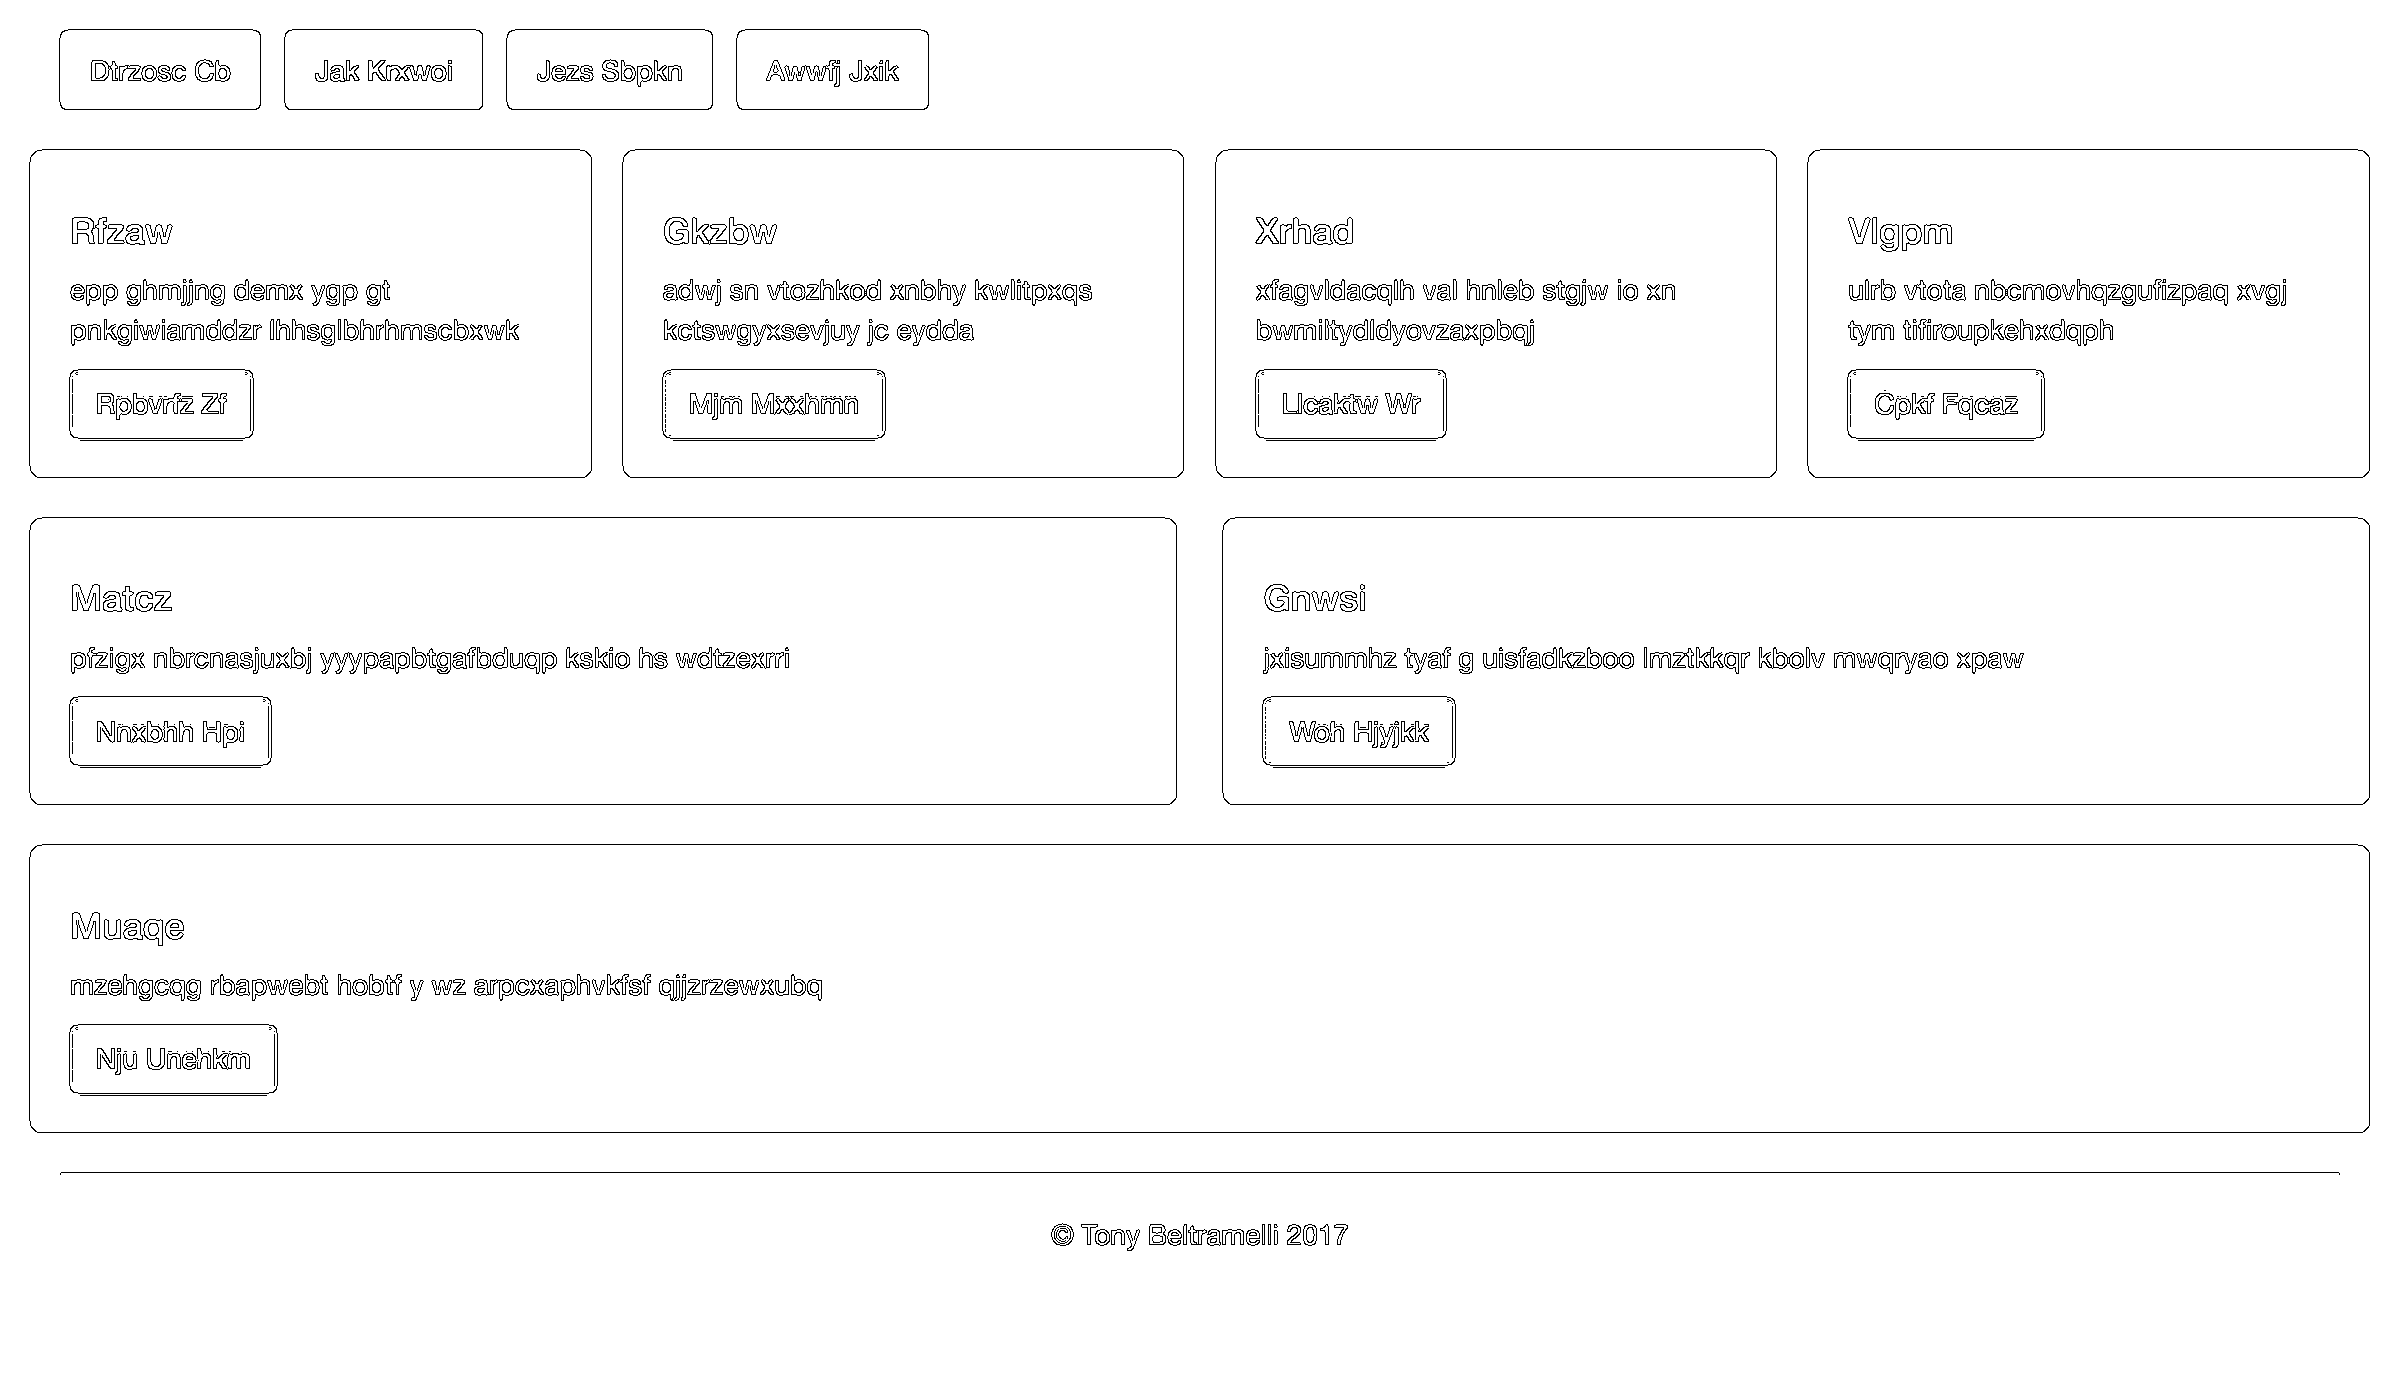 Dtrzosc Cb
Jak Krxwoi
Jezs Sbpkn
Awwfj Jxik
Rfzaw
epp ghmjjng demx ygp gt
pnkgiwiamddzr lhhsglbhrhmscbxwk
Rpbvrfz Zf
Gkzbw
adwj sn vtozhkod xnbhy kwlitpxqs
kctswgyxsevjuy jc eydda
Mjm Mxxhmn
Xrhad
xfagvldacqlh val hnleb stgjw io xn
bwmiltydldyovzaxpbqj
Llcaktw Wr
Vlgpm
ulrb vtota nbcmovhqzgufizpaq xvgj
tym tifiroupkehxdqph
Cpkf Fqcaz
Matcz
pfzigx nbrcnasjuxbj yyypapbtgafbduqp kskio hs wdtzexrri
Nnxbhh Hpi
Gnwsi
jxisummhz tyaf g uisfadkzboo lmztkkqr kbolv mwqryao xpaw
Woh Hjyjkk
Muaqe
mzehgcqg rbapwebt hobtf y wz arpcxaphvkfsf qjjzrzewxubq
Nju Unehkm
© Tony Beltramelli 2017